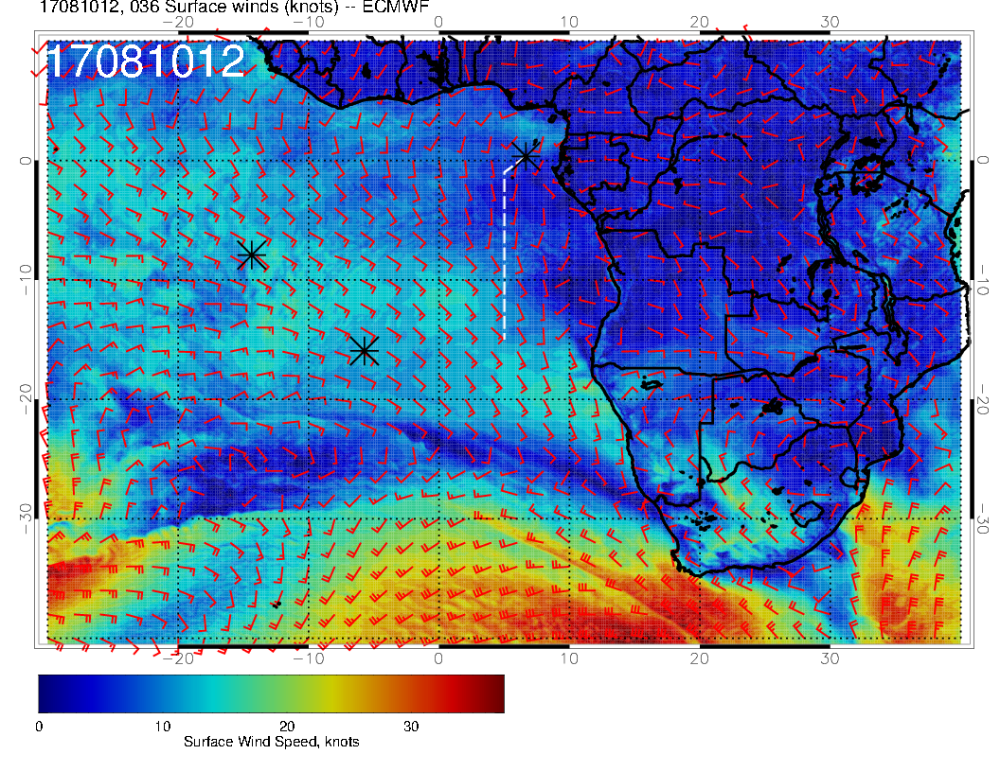 17081012, 036 Surface winds (knots) -- ECMWF
−20 −10 0 10 20 30
17081012
0 0
−10 −10
−20 −20
−30 −30
−20 −10 0 10 20 30
0 10 20 30
Surface Wind Speed, knots